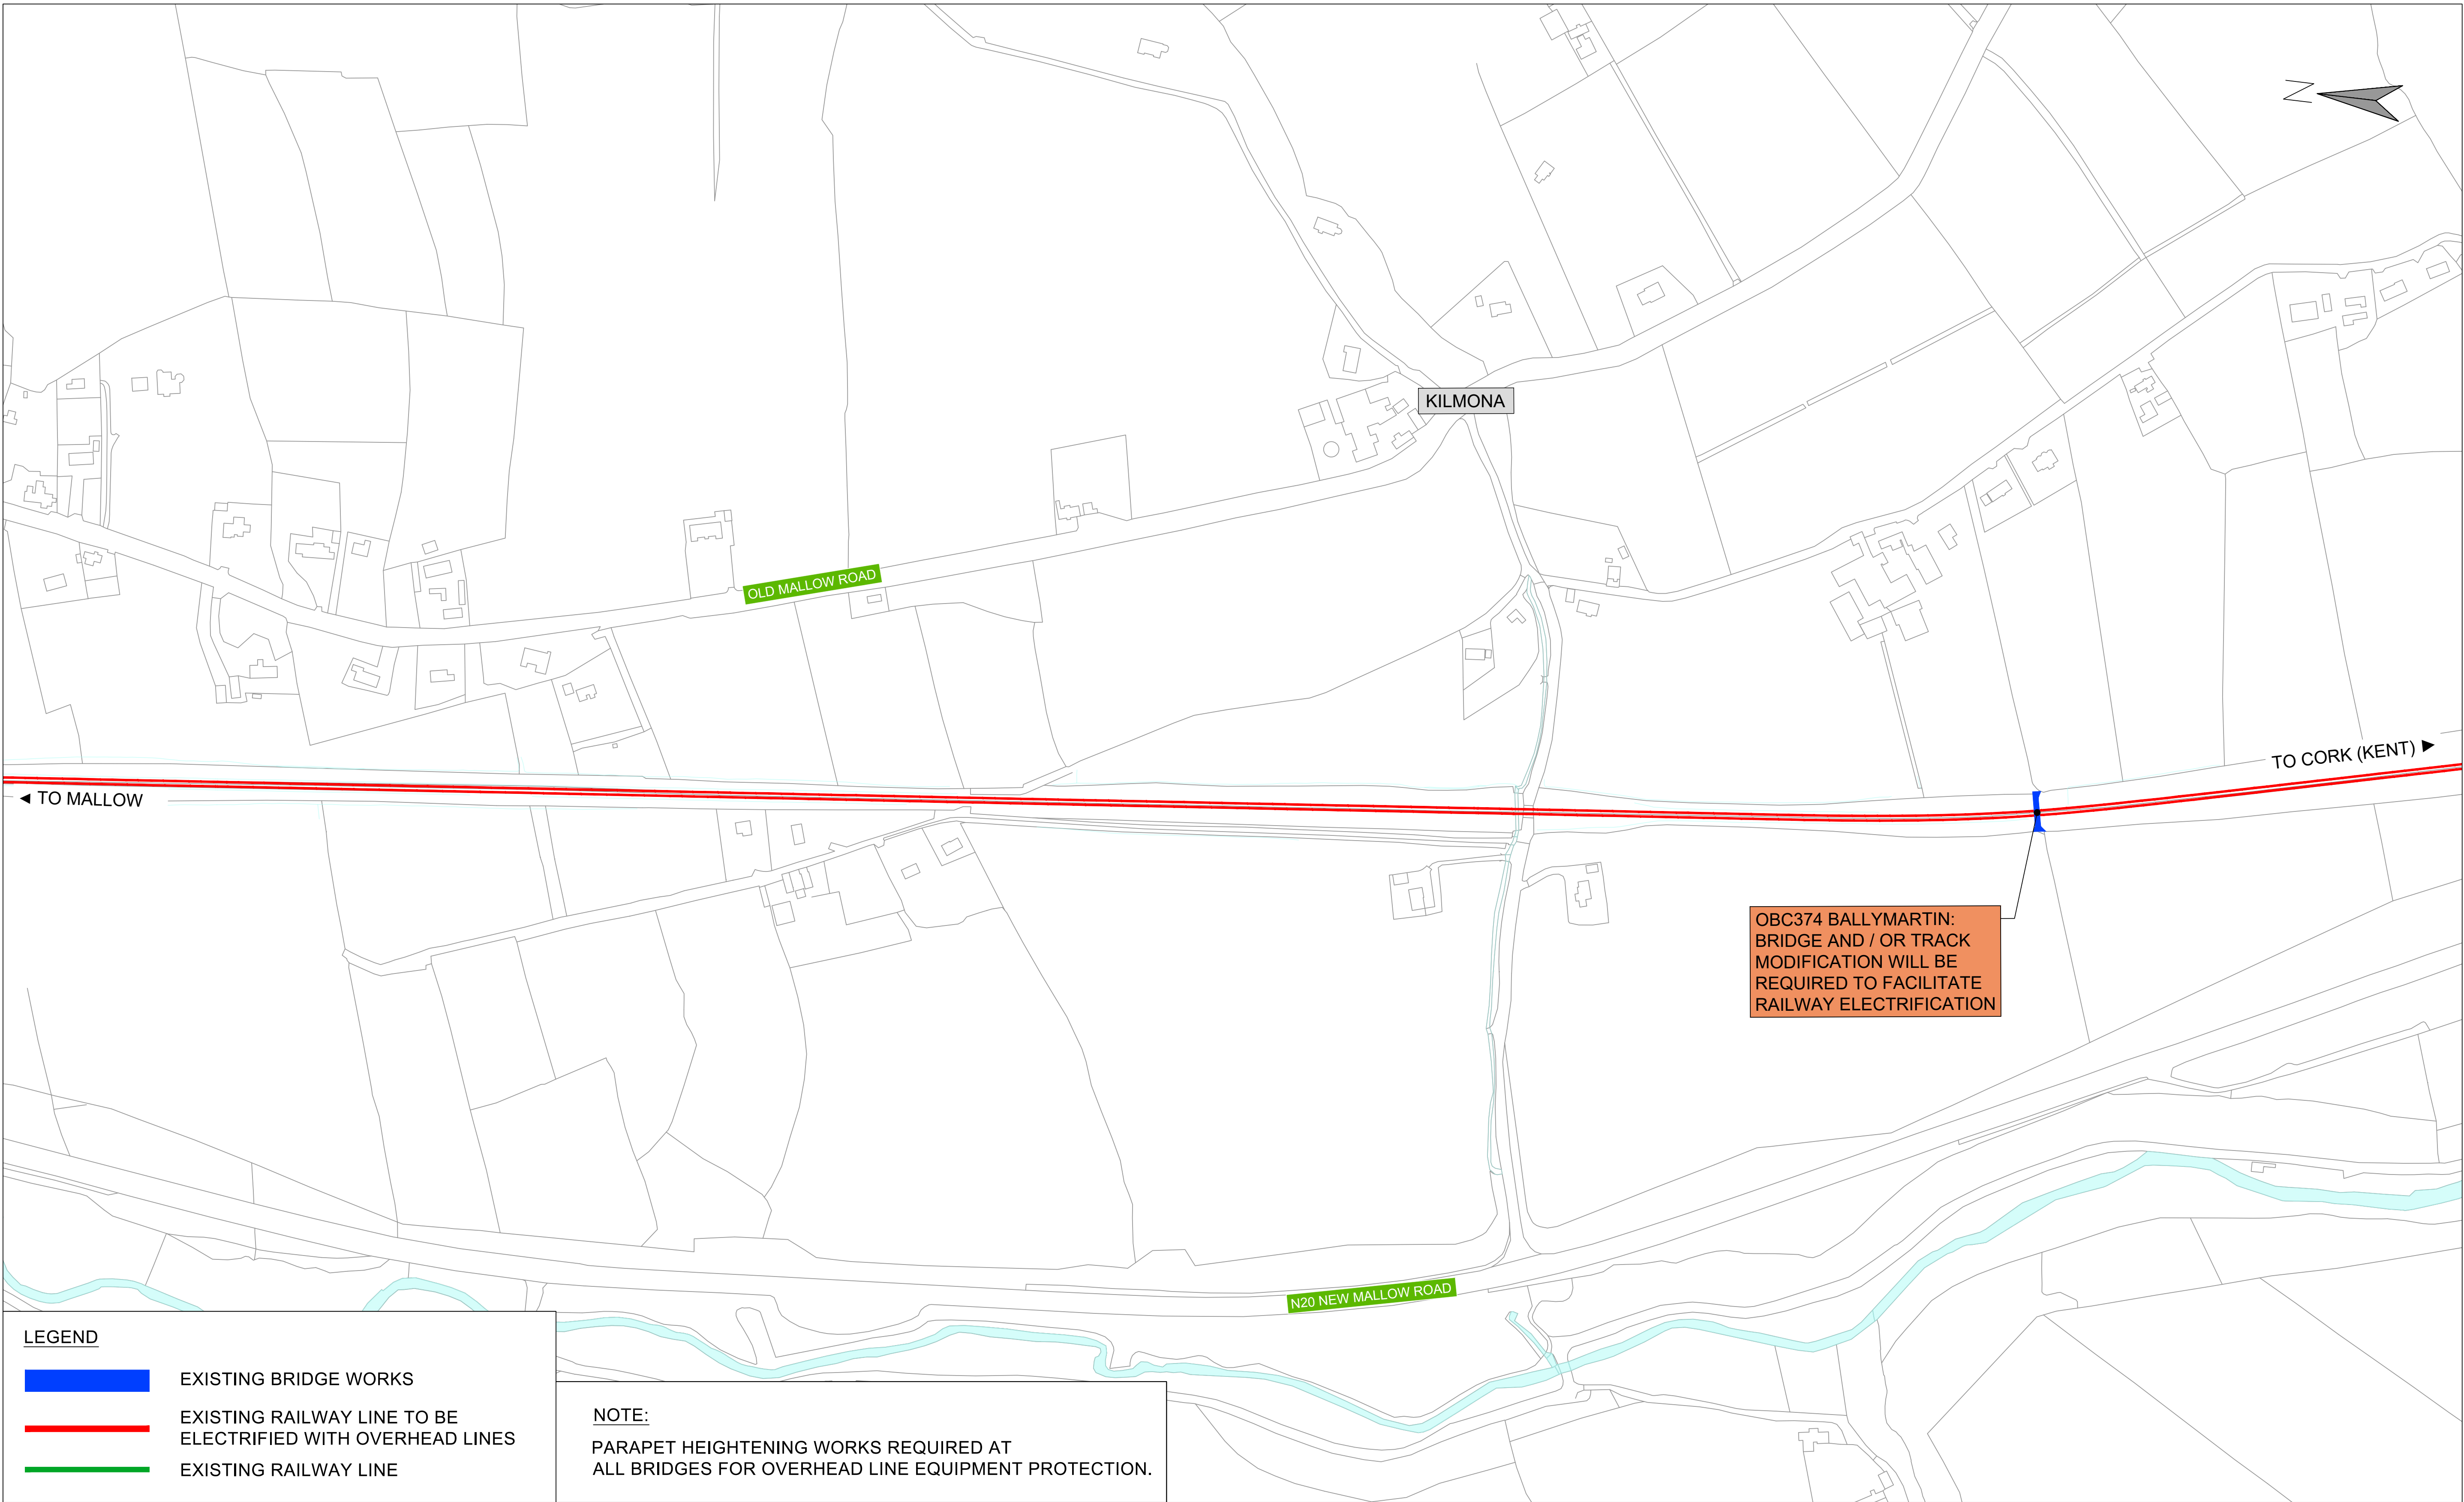 N
KILMONA
OLD MALLOW ROAD
TO CORK (KENT) ►
◄ TO MALLOW
OBC374 BALLYMARTIN:
BRIDGE AND / OR TRACK
MODIFICATION WILL BE
REQUIRED TO FACILITATE
RAILWAY ELECTRIFICATION
N20 NEW MALLOW ROAD
LEGEND
EXISTING BRIDGE WORKS
EXISTING RAILWAY LINE TO BE
ELECTRIFIED WITH OVERHEAD LINES
EXISTING RAILWAY LINE
NOTE:
PARAPET HEIGHTENING WORKS REQUIRED AT
ALL BRIDGES FOR OVERHEAD LINE EQUIPMENT PROTECTION.